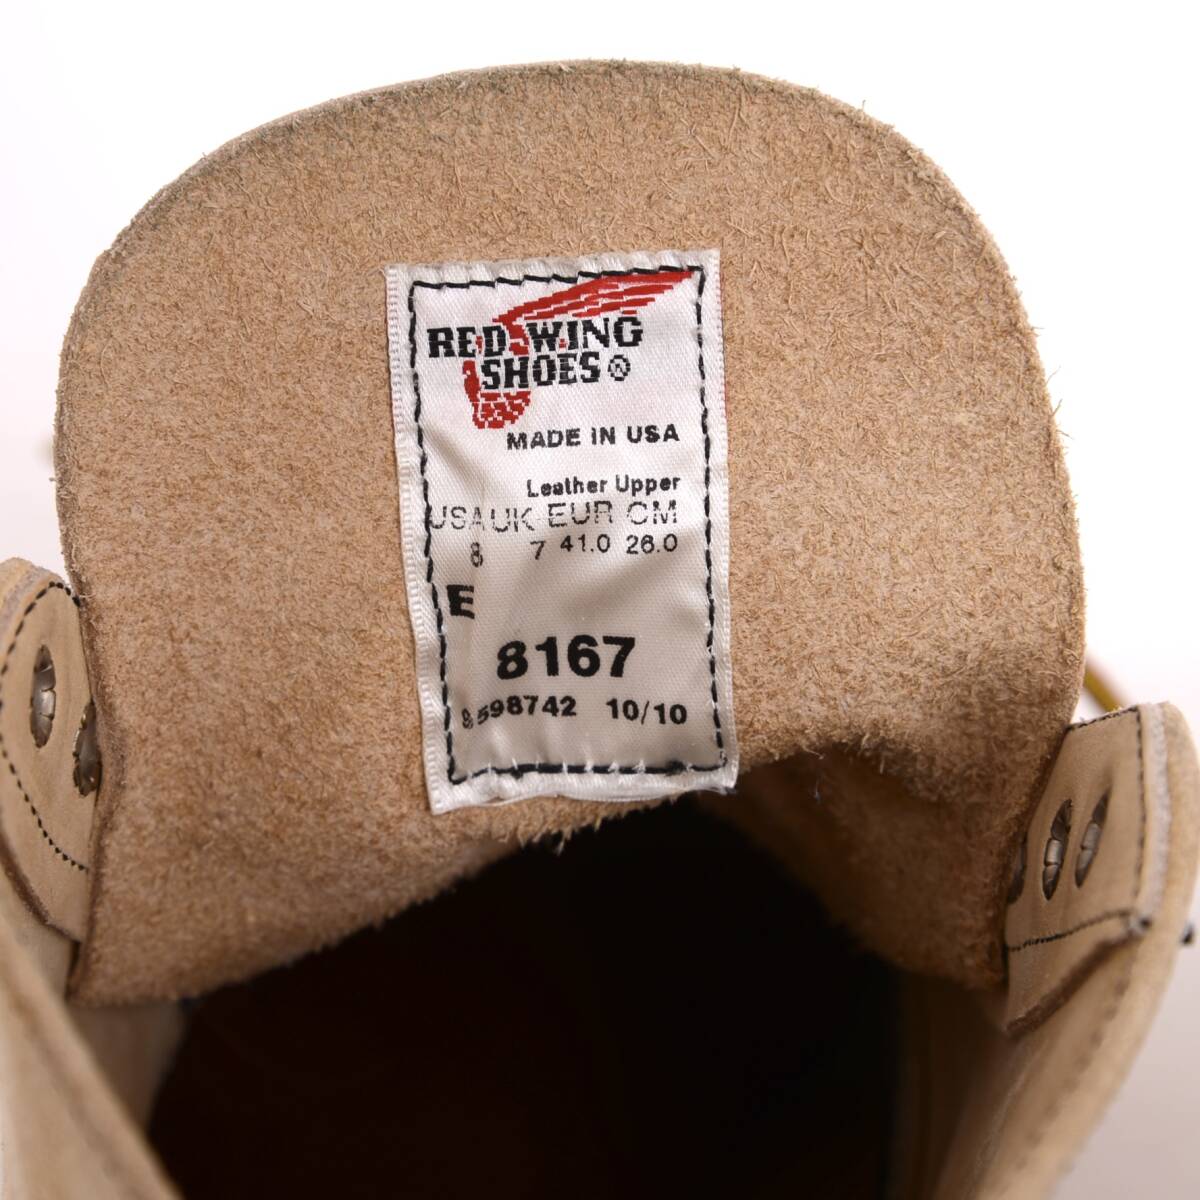 RED WING
SHOES®
MADE IN USA
Leather Upper
USA UK EUR CM
8 7 41.0 26.0
E
8167
598742 10/10